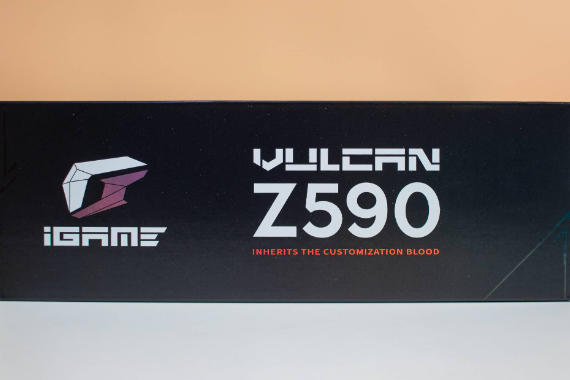 iGAME
VULCAN
Z590
INHERITS THE CUSTOMIZATION BLOOD